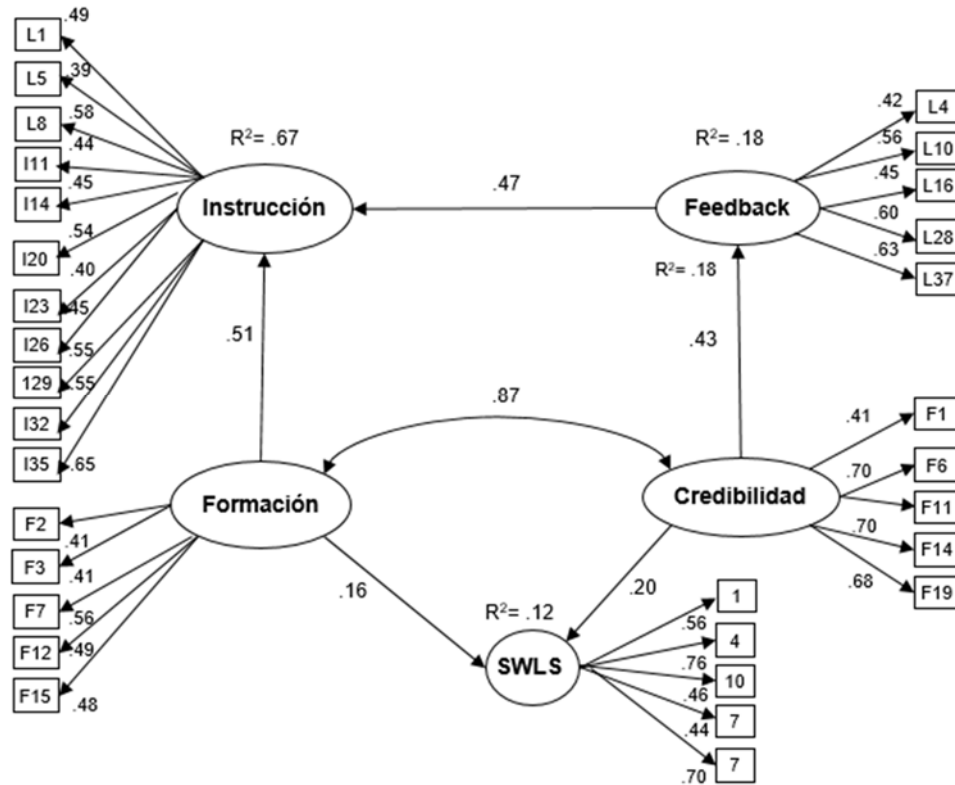 .49
L1
.39
L5
.58
L8
.44
I11
.45
I14
.54
I20
.40
I23
.45
I26
.55
129
.55
I32
I35
.65
R²= .67
Instrucción
.47
R²= .18
Feedback
R²= .18
.42
L4
.56
L10
.45
L16
.60
L28
.63
L37
.51
.87
.43
Formación
Credibilidad
.41
F1
.70
F6
F11
.70
F14
.68
F19
F2
.41
F3
.41
F7
.56
F12
.49
F15
.48
.16
.20
R²= .12
SWLS
1
.56
4
.76
10
.46
7
.44
7
.70